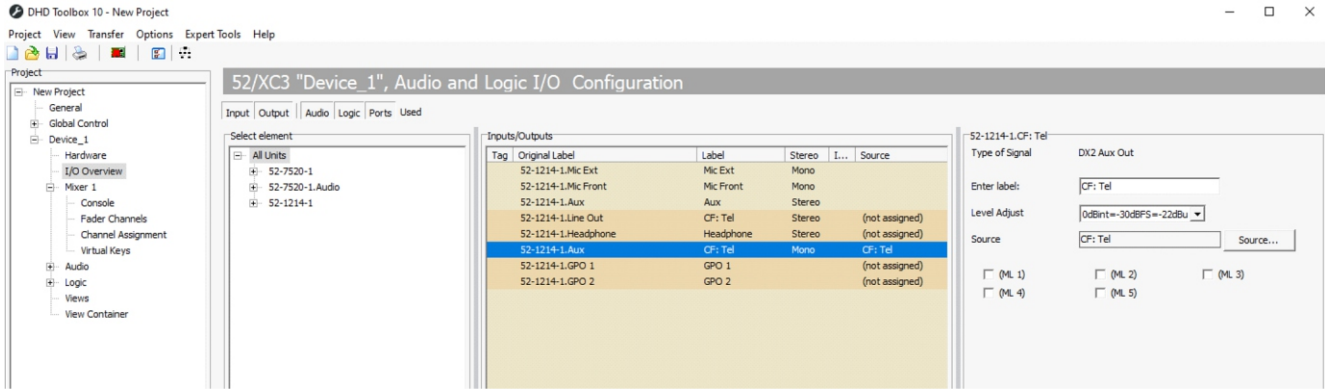 DHD Toolbox 10 - New Project
Project View Transfer Options Expert Tools Help
Project
New Project
General
Global Control
Device_1
Hardware
I/O Overview
Mixer 1
Console
Fader Channels
Channel Assignment
Virtual Keys
Audio
Logic
Views
View Container
52/XC3 "Device_1", Audio and Logic I/O Configuration
Input Output Audio Logic Ports Used
Select element
All Units
52-7520-1
52-7520-1.Audio
52-1214-1
Inputs/Outputs
Tag Original Label Label Stereo I... Source
52-1214-1.Mic Ext Mic Ext Mono
52-1214-1.Mic Front Mic Front Mono
52-1214-1.Aux Aux Stereo
52-1214-1.Line Out CF: Tel Stereo (not assigned)
52-1214-1.Headphone Headphone Stereo (not assigned)
52-1214-1.Aux CF: Tel Mono CF: Tel
52-1214-1.GPO 1 GPO 1 (not assigned)
52-1214-1.GPO 2 GPO 2 (not assigned)
52-1214-1.CF: Tel
Type of Signal DX2 Aux Out
Enter label: CF: Tel
Level Adjust 0dBint=-30dBFS=-22dBu
Source CF: Tel Source...
(ML 1) (ML 2) (ML 3)
(ML 4) (ML 5)